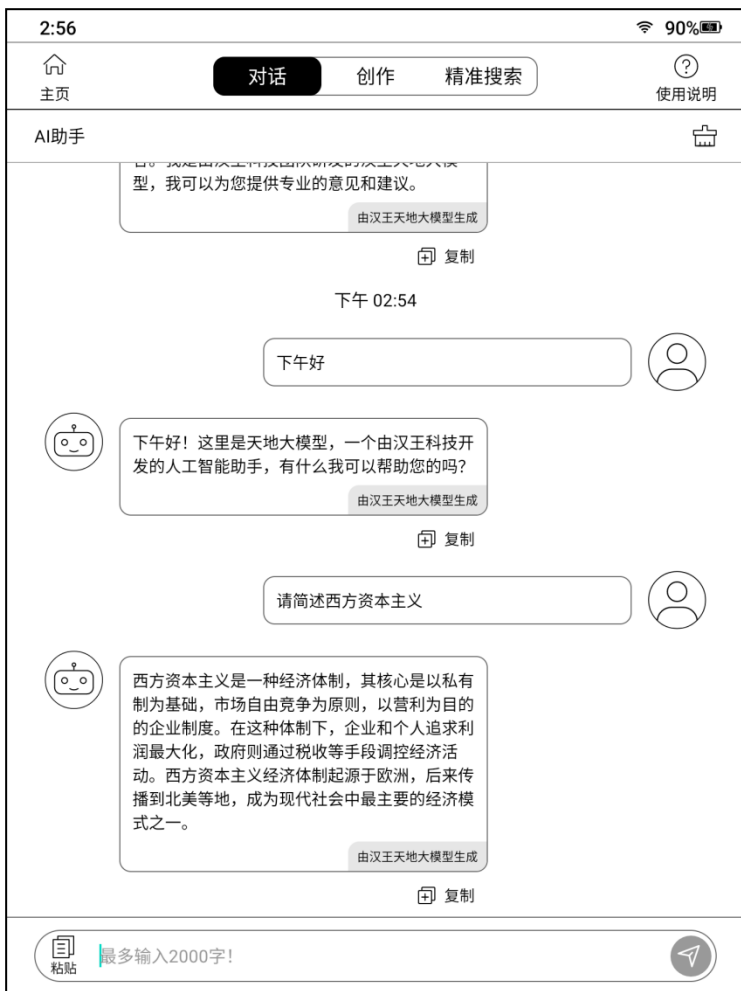 2:56
90%
主页
对话
创作
精准搜索
使用说明
AI助手
型，我可以为您提供专业的意见和建议。
由汉王天地大模型生成
复制
下午 02:54
下午好
下午好！这里是天地大模型，一个由汉王科技开
发的人工智能助手，有什么我可以帮助您的吗？
由汉王天地大模型生成
复制
请简述西方资本主义
西方资本主义是一种经济体制，其核心是以私有
制为基础，市场自由竞争为原则，以营利为目的
的企业制度。在这种体制下，企业和个人追求利
润最大化，政府则通过税收等手段调控经济活
动。西方资本主义经济体制起源于欧洲，后来传
播到北美等地，成为现代社会中最主要的经济模
式之一。
由汉王天地大模型生成
复制
粘贴
最多输入2000字！